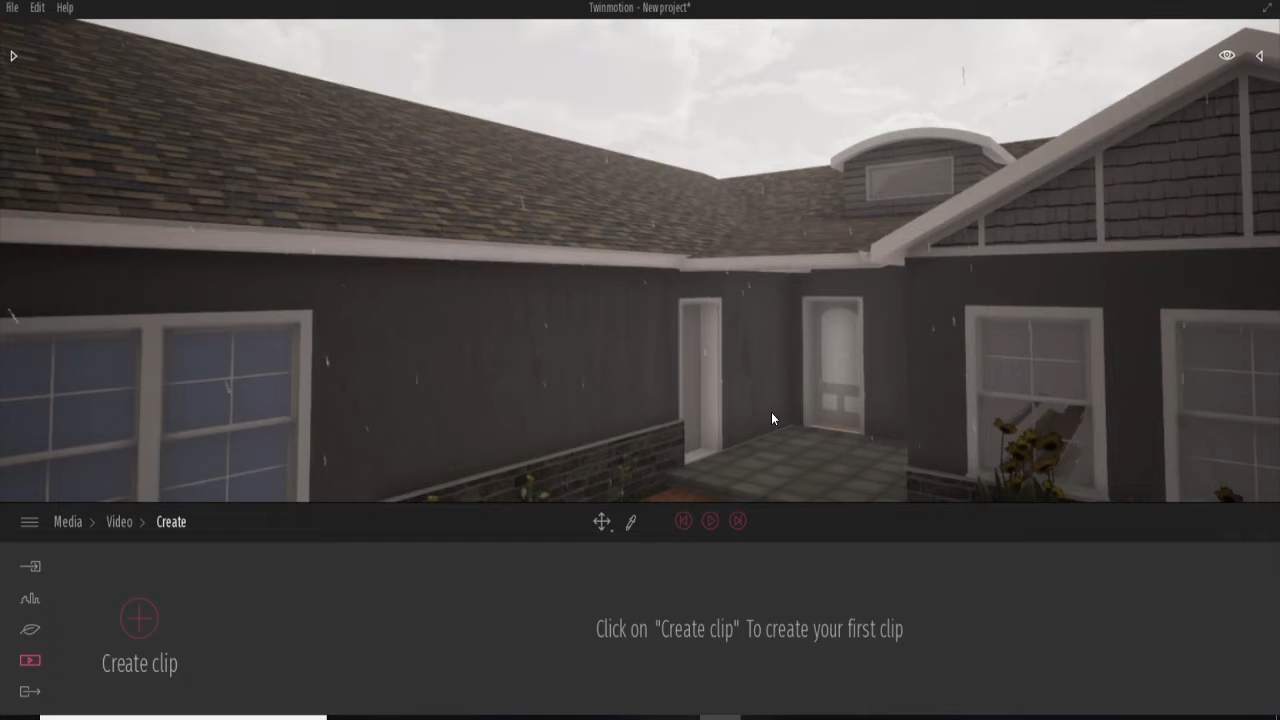 File Edit Help
Twinmotion - New project*
Media > Video > Create
Click on "Create clip" To create your first clip
Create clip